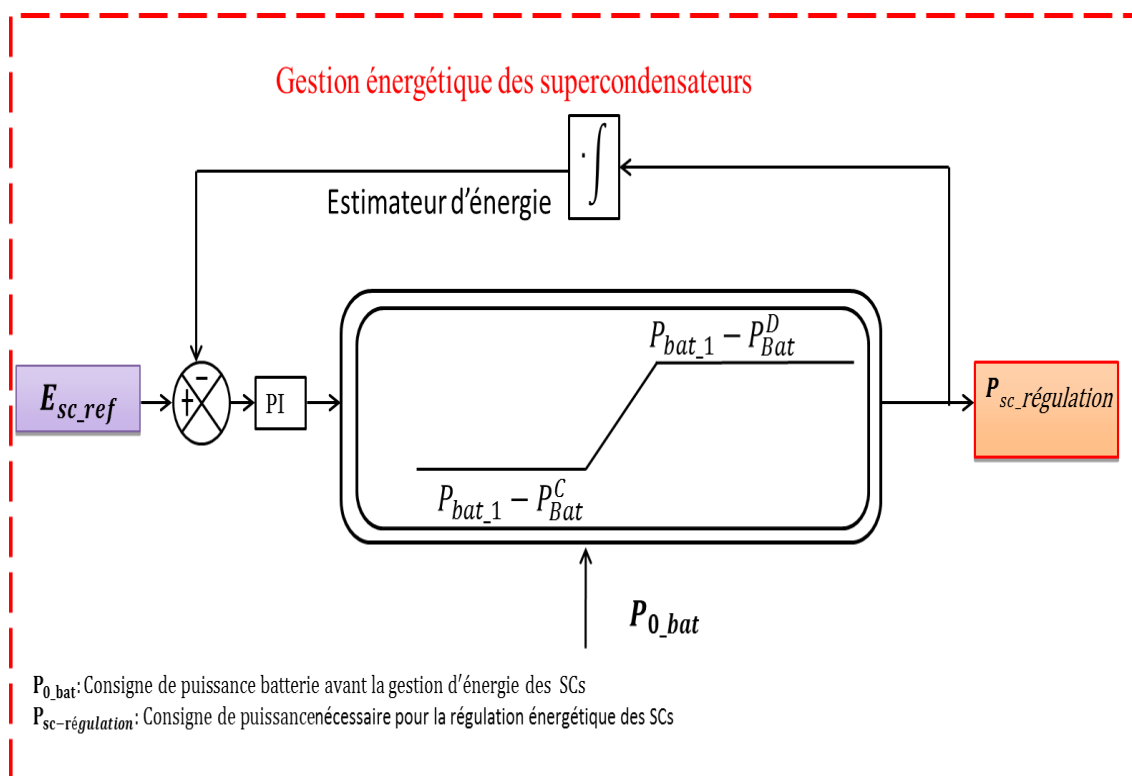 Gestion énergétique des supercondensateurs
. ∫
Estimateur d'énergie
E_sc_ref
+ −
PI
P_bat_1 − P_Bat^D
P_bat_1 − P_Bat^C
P_sc_régulation
P_0_bat
P_0_bat: Consigne de puissance batterie avant la gestion d'énergie des SCs
P_sc−régulation: Consigne de puissancenécessaire pour la régulation énergétique des SCs